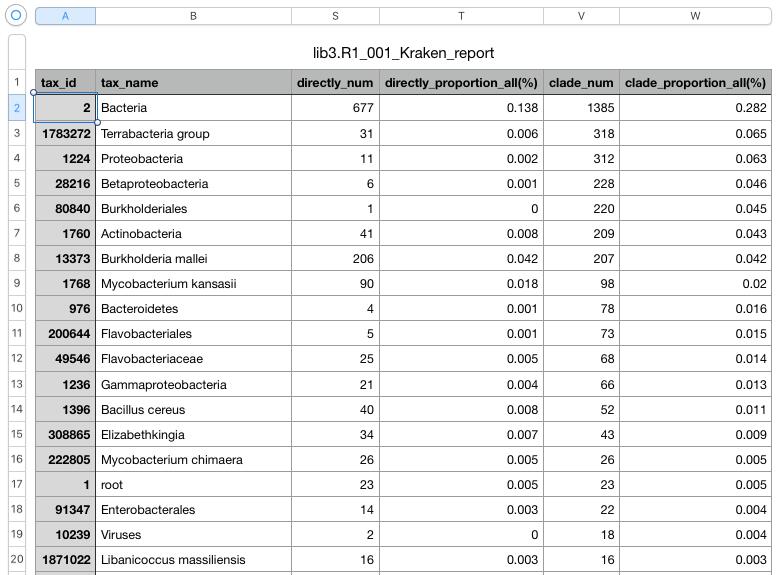 A B S T V W
lib3.R1_001_Kraken_report
1 tax_id tax_name directly_num directly_proportion_all(%) clade_num clade_proportion_all(%)
2 2 Bacteria 677 0.138 1385 0.282
3 1783272 Terrabacteria group 31 0.006 318 0.065
4 1224 Proteobacteria 11 0.002 312 0.063
5 28216 Betaproteobacteria 6 0.001 228 0.046
6 80840 Burkholderiales 1 0 220 0.045
7 1760 Actinobacteria 41 0.008 209 0.043
8 13373 Burkholderia mallei 206 0.042 207 0.042
9 1768 Mycobacterium kansasii 90 0.018 98 0.02
10 976 Bacteroidetes 4 0.001 78 0.016
11 200644 Flavobacteriales 5 0.001 73 0.015
12 49546 Flavobacteriaceae 25 0.005 68 0.014
13 1236 Gammaproteobacteria 21 0.004 66 0.013
14 1396 Bacillus cereus 40 0.008 52 0.011
15 308865 Elizabethkingia 34 0.007 43 0.009
16 222805 Mycobacterium chimaera 26 0.005 26 0.005
17 1 root 23 0.005 23 0.005
18 91347 Enterobacterales 14 0.003 22 0.004
19 10239 Viruses 2 0 18 0.004
20 1871022 Libanicoccus massiliensis 16 0.003 16 0.003